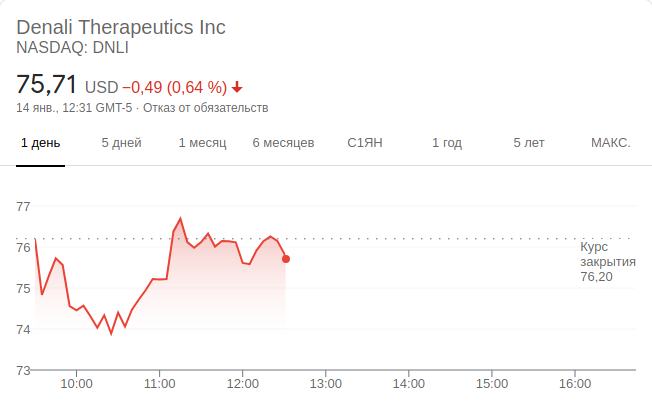 Denali Therapeutics Inc
NASDAQ: DNLI
75,71 USD −0,49 (0,64 %)
14 янв., 12:31 GMT-5 · Отказ от обязательств
1 день 5 дней 1 месяц 6 месяцев С1ЯН 1 год 5 лет МАКС.
77
76
75
74
73
Курс
закрытия
76,20
10:00 11:00 12:00 13:00 14:00 15:00 16:00